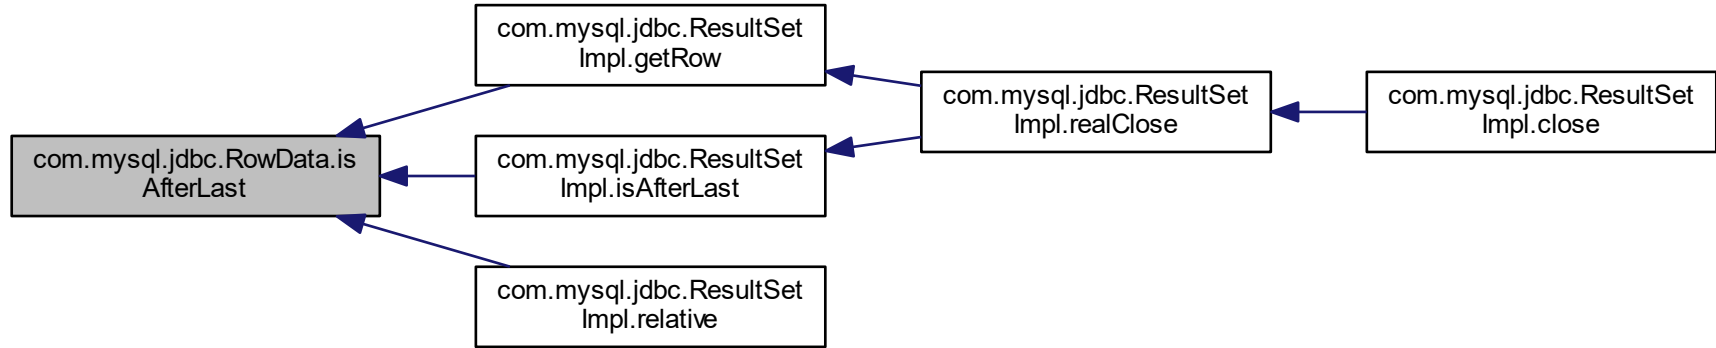 com.mysql.jdbc.RowData.is
AfterLast
com.mysql.jdbc.ResultSet
Impl.getRow
com.mysql.jdbc.ResultSet
Impl.isAfterLast
com.mysql.jdbc.ResultSet
Impl.relative
com.mysql.jdbc.ResultSet
Impl.realClose
com.mysql.jdbc.ResultSet
Impl.close